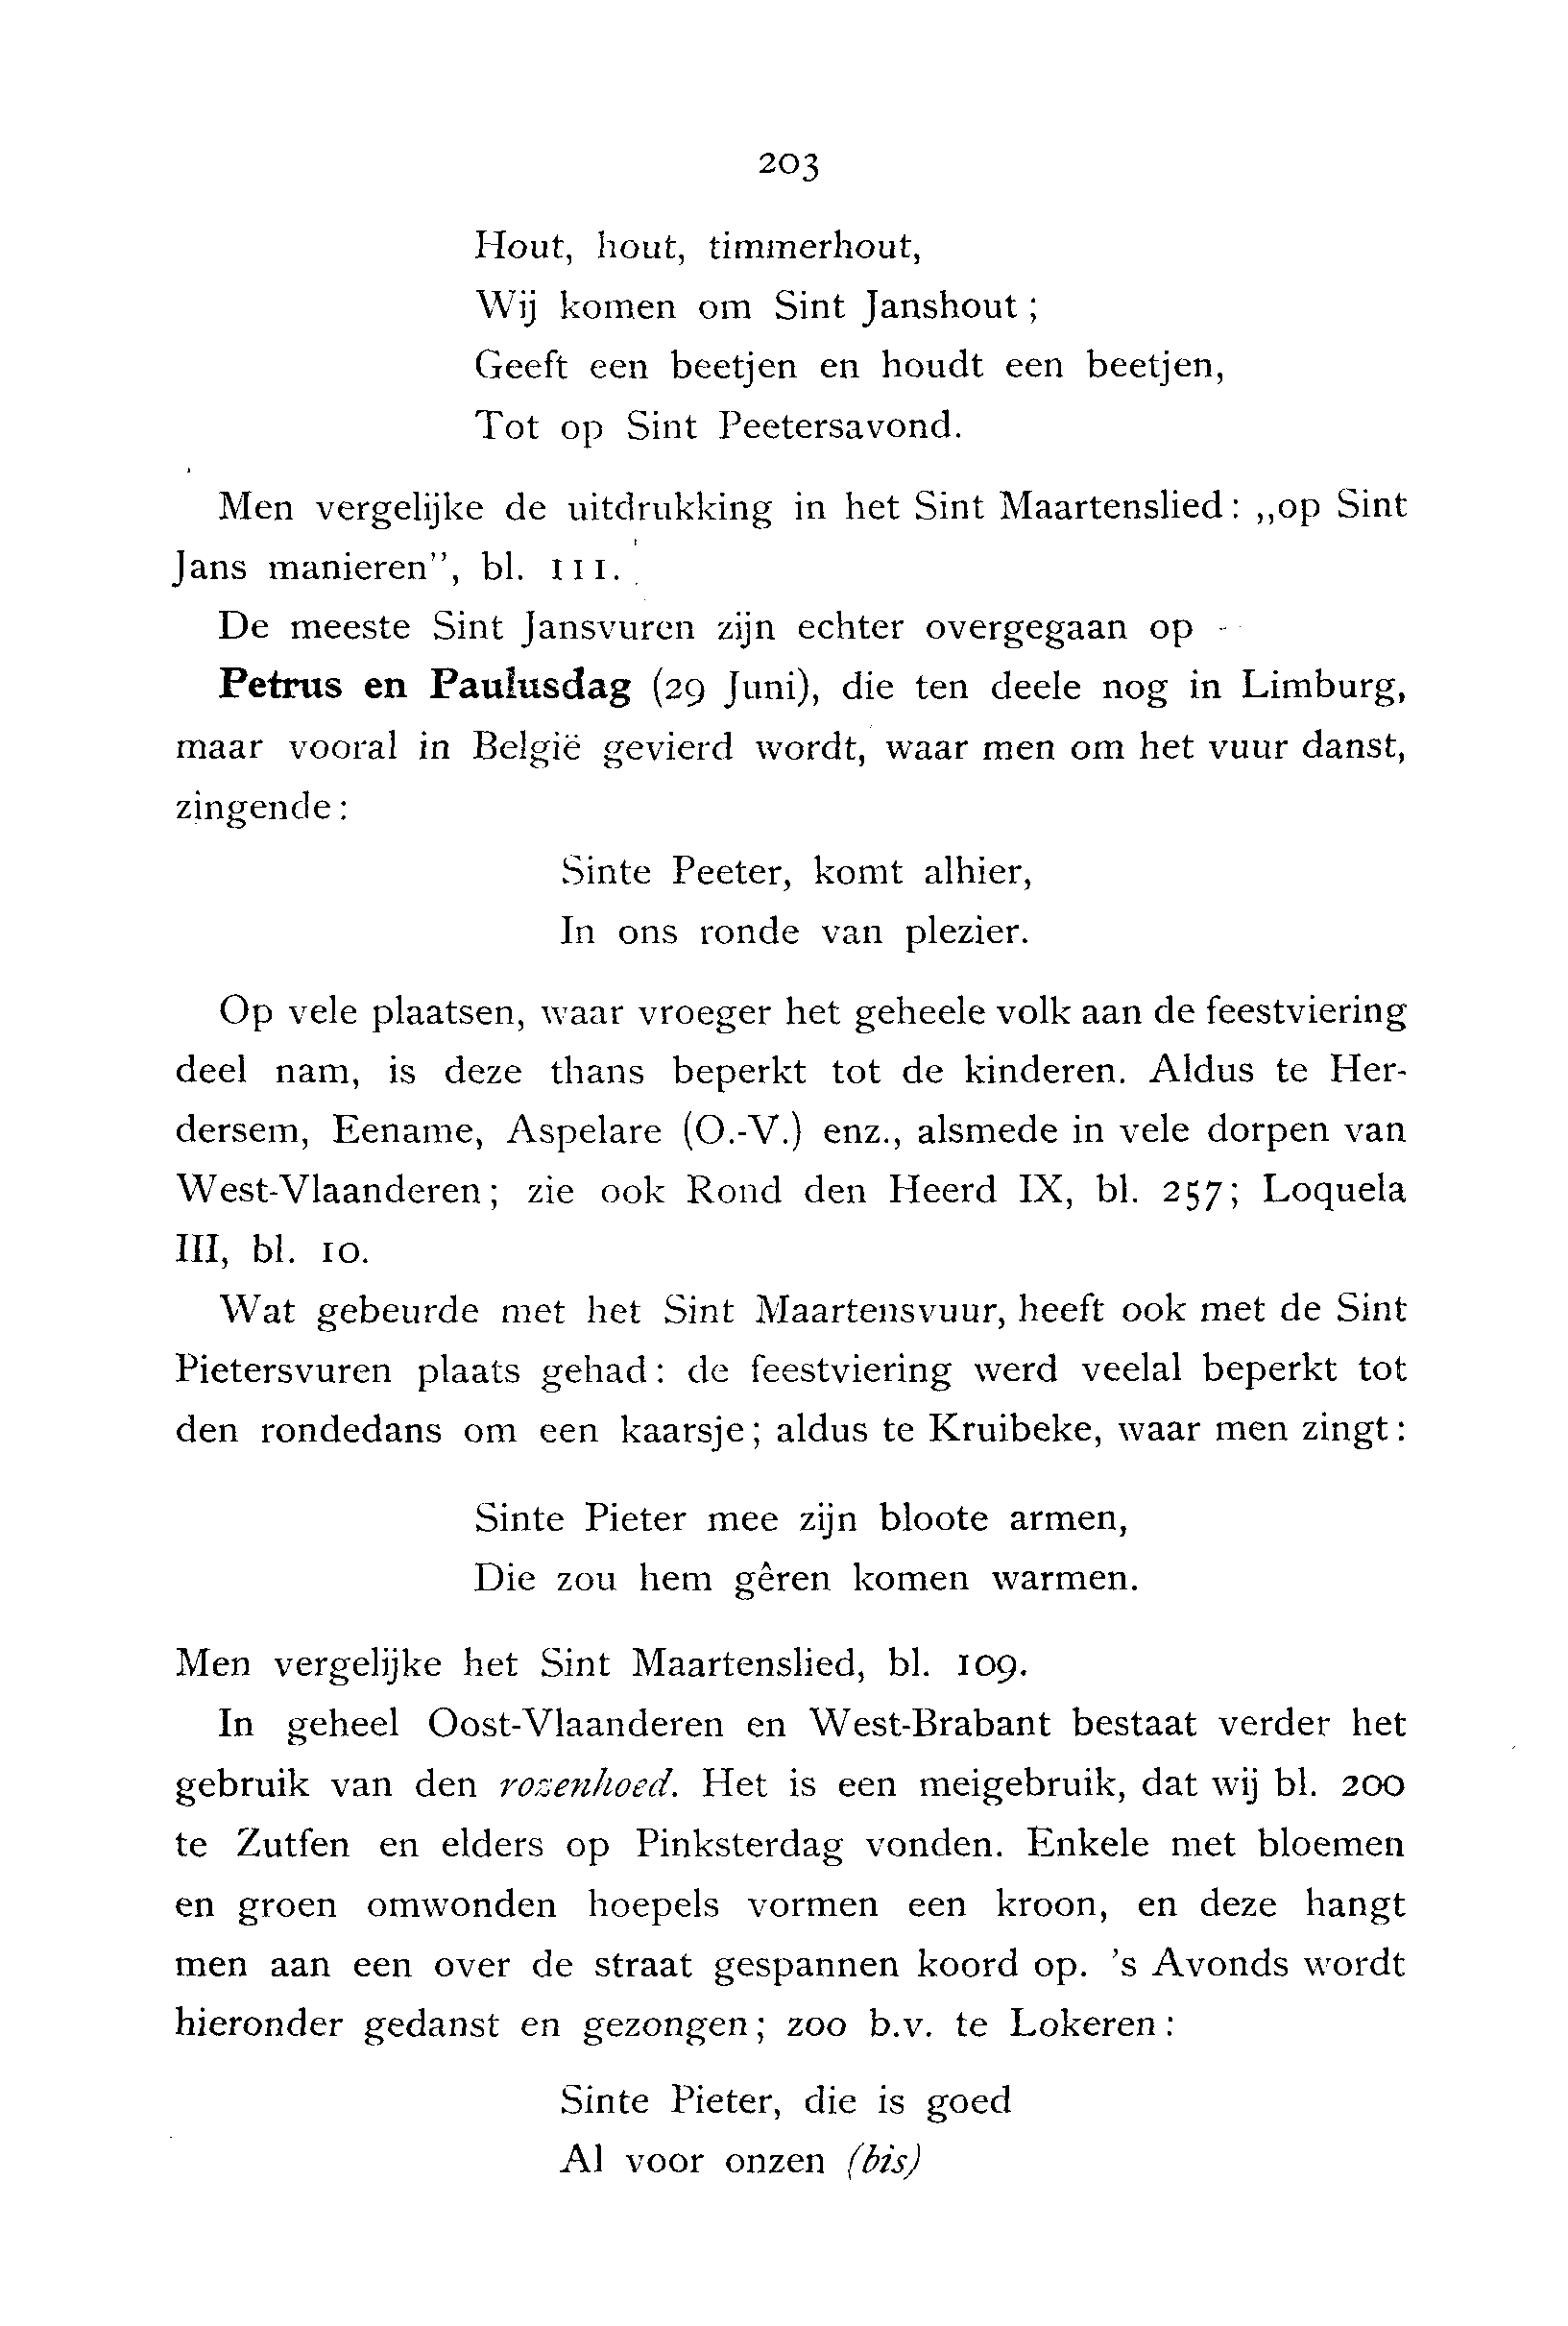 203
Hout, hout, timmerhout,
Wij komen om Sint Janshout;
Geeft een beetjen en houdt een beetjen,
Tot op Sint Peetersavond.
Men vergelijke de uitdrukking in het Sint Maartenslied: „op Sint
Jans manieren”, bl. 111.
De meeste Sint Jansvuren zijn echter overgegaan op
Petrus en Paulusdag (29 Juni), die ten deele nog in Limburg,
maar vooral in België gevierd wordt, waar men om het vuur danst,
zingende:
Sinte Peeter, komt alhier,
In ons ronde van plezier.
Op vele plaatsen, waar vroeger het geheele volk aan de feestviering
deel nam, is deze thans beperkt tot de kinderen. Aldus te Her-
dersem, Eename, Aspelare (O.-V.) enz., alsmede in vele dorpen van
West-Vlaanderen; zie ook Rond den Heerd IX, bl. 257; Loquela
III, bl. 10.
Wat gebeurde met het Sint Maartensvuur, heeft ook met de Sint
Pietersvuren plaats gehad: de feestviering werd veelal beperkt tot
den rondedans om een kaarsje; aldus te Kruibeke, waar men zingt:
Sinte Pieter mee zijn bloote armen,
Die zou hem gêren komen warmen.
Men vergelijke het Sint Maartenslied, bl. 109.
In geheel Oost-Vlaanderen en West-Brabant bestaat verder het
gebruik van den rozenhoed. Het is een meigebruik, dat wij bl. 200
te Zutfen en elders op Pinksterdag vonden. Enkele met bloemen
en groen omwonden hoepels vormen een kroon, en deze hangt
men aan een over de straat gespannen koord op. 's Avonds wordt
hieronder gedanst en gezongen; zoo b.v. te Lokeren:
Sinte Pieter, die is goed
Al voor onzen (bis)